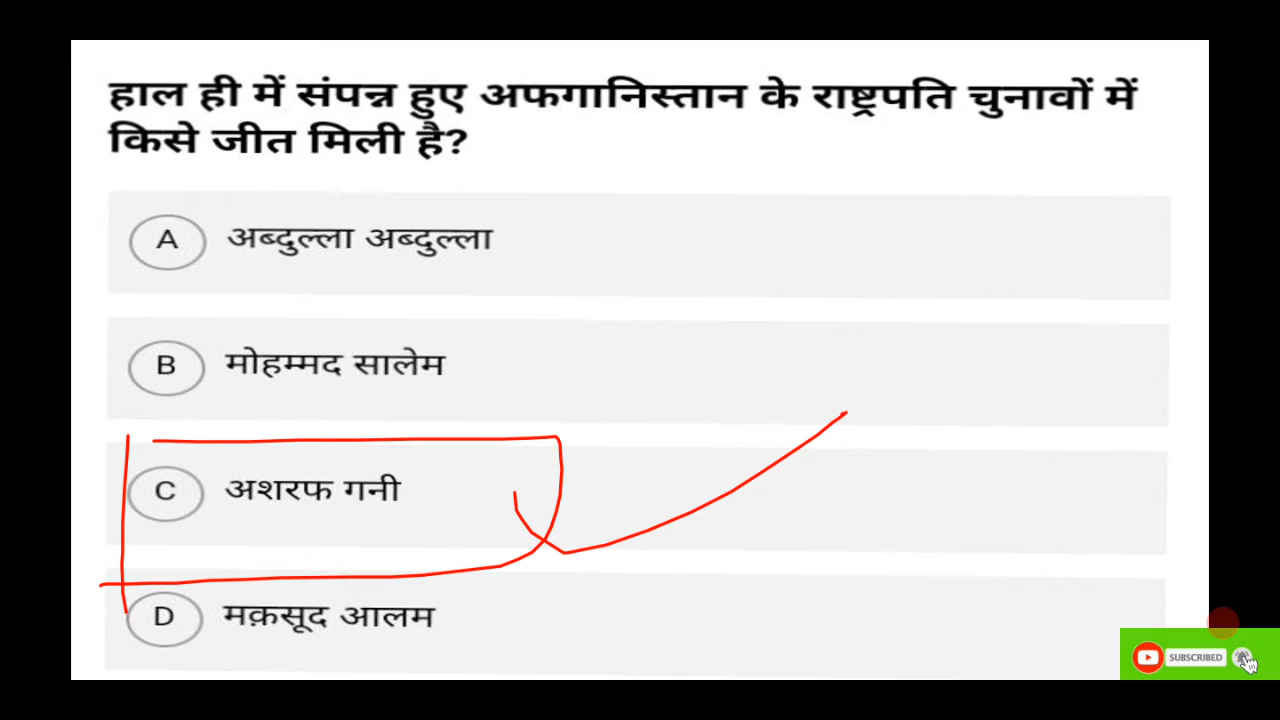 हाल ही में संपन्न हुए अफगानिस्तान के राष्ट्रपति चुनावों में
किसे जीत मिली है?
A अब्दुल्ला अब्दुल्ला
B मोहम्मद सालेम
C अशरफ गनी
D मक़सूद आलम
SUBSCRIBED